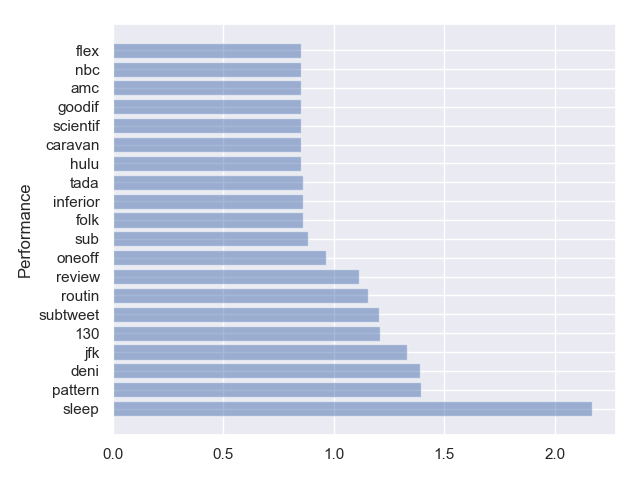 flex
nbc
amc
goodif
scientif
caravan
hulu
tada
inferior
folk
sub
oneoff
review
routin
subtweet
130
jfk
deni
pattern
sleep
Performance
0.0 0.5 1.0 1.5 2.0